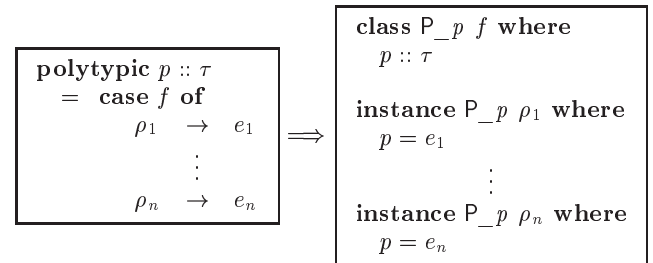 polytypic p :: τ
= case f of
ρ₁ → e₁
⋮
ρₙ → eₙ
⟹
class P_p f where
p :: τ
instance P_p ρ₁ where
p = e₁
⋮
instance P_p ρₙ where
p = eₙ